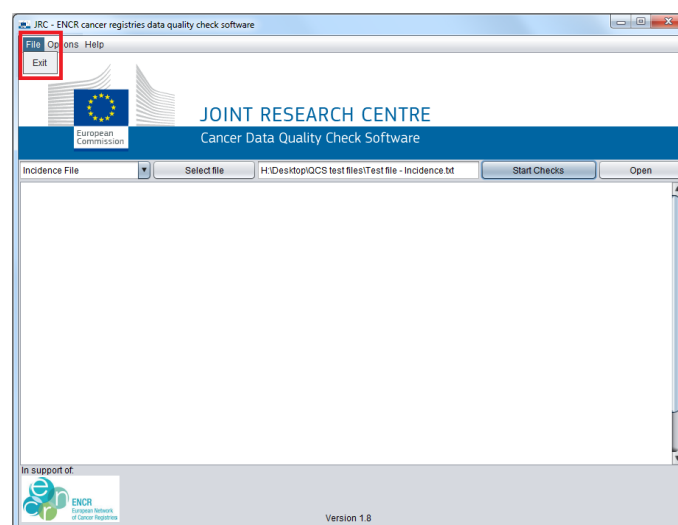 JRC - ENCR cancer registries data quality check software
File Options Help
Exit
European
Commission
JOINT RESEARCH CENTRE
Cancer Data Quality Check Software
Incidence File
Select file
H:\Desktop\QCS test files\Test file - Incidence.txt
Start Checks
Open
In support of:
encr
ENCR
European Network
of Cancer Registries
Version 1.8